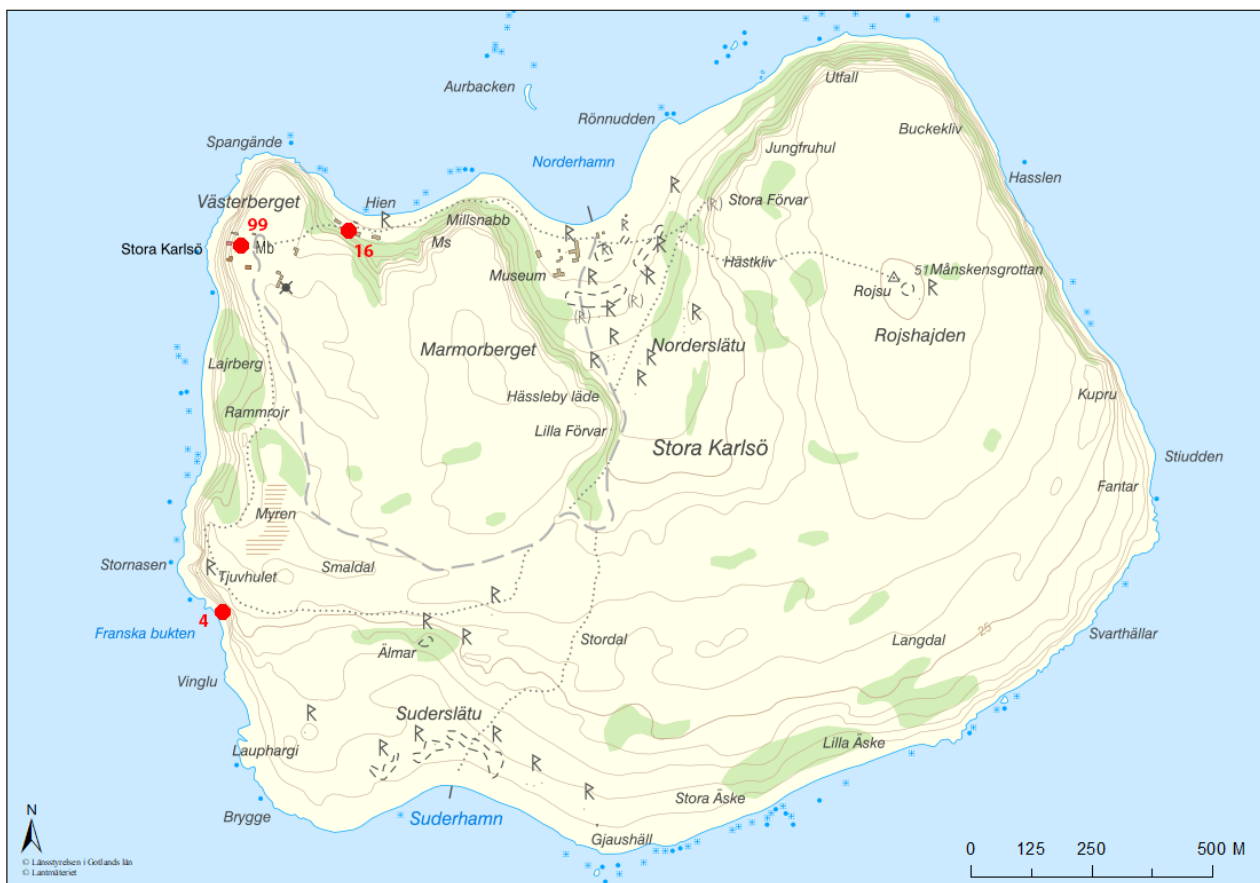 Aurbacken
Utfall
Rönnudden
Buckekliv
Spangände
Norderhamn
Jungfruhul
Hasslen
Västerberget
Hien
Stora Förvar
(R)
Millsnabb
99
Stora Karlsö
Mb
16
Ms
R
Museum
Hästkliv
51
Månskensgrottan
Rojsu
(R)
(R)
Rojshajden
Marmorberget
Norderslätu
Lajrberg
Hässleby läde
Kupru
Rammrojr
Lilla Förvar
Stora Karlsö
Stiudden
Fantar
Myren
Stornasen
Tjuvhulet
Smaldal
4
Franska bukten
25
Svarthällar
Älmar
Stordal
Langdal
Vinglu
Suderslätu
Lauphargi
Lilla Äske
Stora Äske
Brygge
Suderhamn
Gjaushäll
N
© Länsstyrelsen i Gotlands län
© Lantmäteriet
0 125 250 500 M